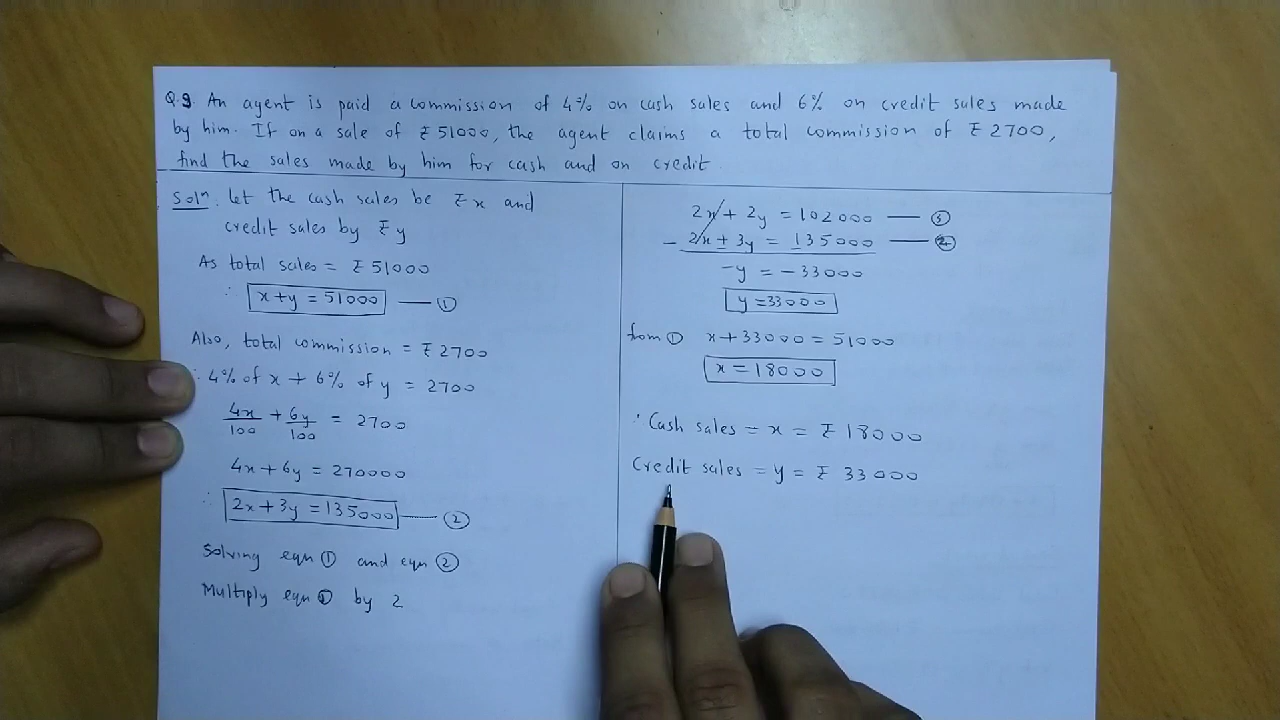 Q.9. An agent is paid a commission of 4% on cash sales and 6% on credit sales made
by him. If on a sale of ₹51000, the agent claims a total commission of ₹2700,
find the sales made by him for cash and on credit.
Solⁿ. Let the cash sales be ₹x and
credit sales by ₹y
As total sales = ₹51000
∴ x+y = 51000 —— ①
Also, total commission = ₹2700
∴ 4% of x + 6% of y = 2700
4x/100 + 6y/100 = 2700
4x+6y = 270000
∴ 2x+3y = 135000 —— ②
Solving eqn ① and eqn ②
Multiply eqn ① by 2
2x + 2y = 102000 —— ③
- 2x + 3y = 135000 —— ②
-y = -33000
y = 33000
from ① x+33000 = 51000
x = 18000
∴ Cash sales = x = ₹18000
Credit sales = y = ₹33000